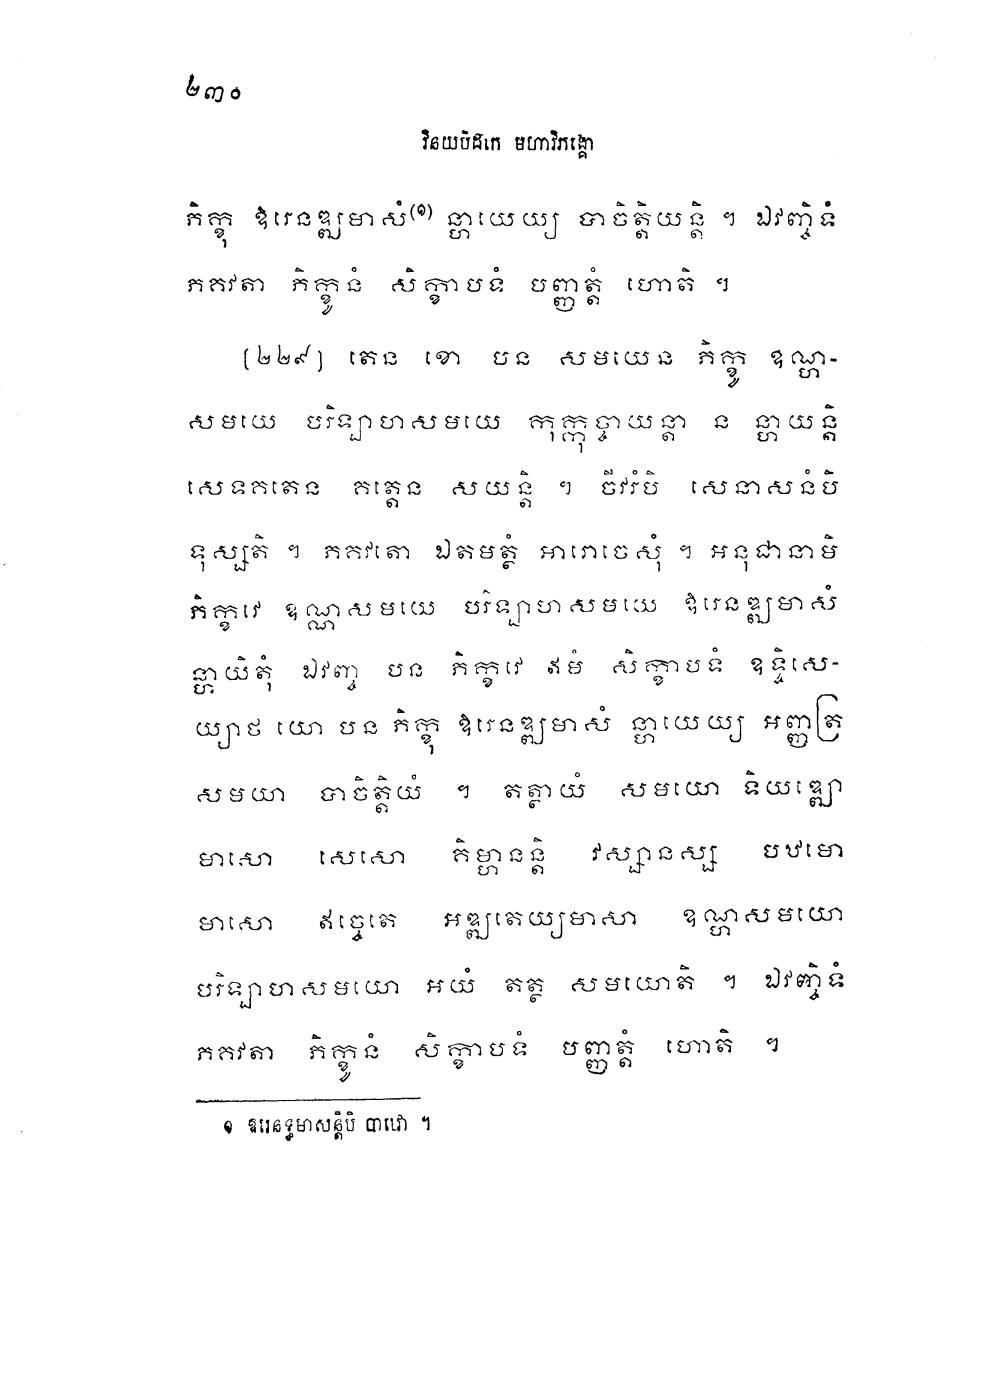 ២៣០
វិនយបិដកេ មហាវិភង្គោ
ភិក្ខុ ឱរេនឌ្ឍមាសំ(១) ន្ហាយេយ្យ បាចិត្តិយន្តិ ។ ឯវញ្ចិទំ
ភគវតា ភិក្ខូនំ សិក្ខាបទំ បញ្ញត្តំ ហោតិ ។
(២២៩) តេន ខោ បន សមយេន ភិក្ខូ ឧណ្ហ-
សមយេ បរិឡាហសមយេ កុក្កុច្ចាយន្តា ន ន្ហាយន្តិ
សេទគតេន គត្តេន សយន្តិ ។ ចីវរំបិ សេនាសនំបិ
ទុស្សតិ ។ ភគវតោ ឯតមត្ថំ អារោចេសុំ ។ អនុជានាមិ
ភិក្ខវេ ឧណ្ណសមយេ បរិឡាហសមយេ ឱរេនឌ្ឍមាសំ
ន្ហាយិតុំ ឯវញ្ច បន ភិក្ខវេ ឥមំ សិក្ខាបទំ ឧទ្ទិសេ-
យ្យាថ យោ បន ភិក្ខុ ឱរេនឌ្ឍមាសំ ន្ហាយេយ្យ អញ្ញត្រ
សមយា បាចិត្តិយំ ។ តត្ថាយំ សមយោ ទិយឌ្ឍោ
មាសោ សេសោ គិម្ហានន្តិ វស្សានស្ស បឋមោ
មាសោ ឥច្ចេតេ អឌ្ឍតេយ្យមាសា ឧណ្ហសមយោ
បរិឡាហសមយោ អយំ តត្ថ សមយោតិ ។ ឯវញ្ចិទំ
ភគវតា ភិក្ខូនំ សិក្ខាបទំ បញ្ញត្តំ ហោតិ ។
១ ឱរេនទ្ធមាសន្តិបិ បាឋោ ។